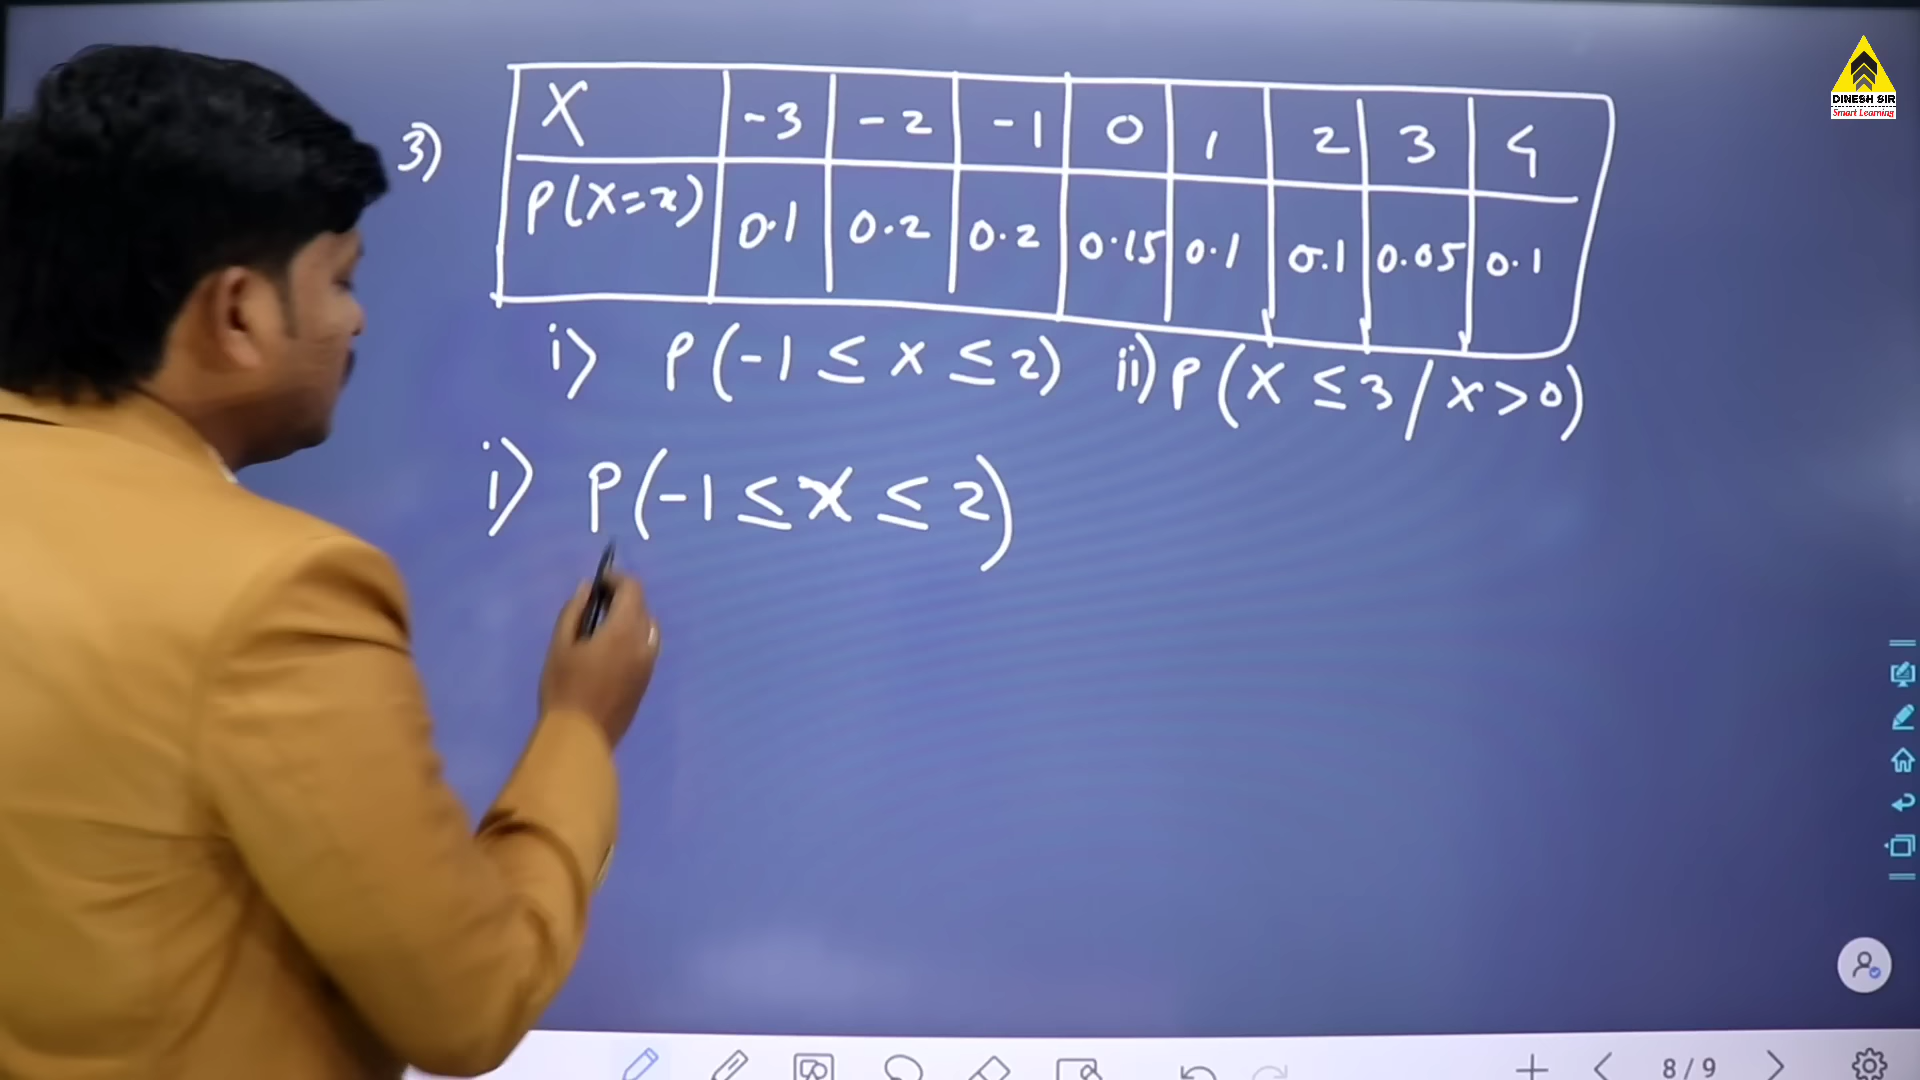 DINESH SIR
Smart Learning
3)
X -3 -2 -1 0 1 2 3 4
P(X=x) 0.1 0.2 0.2 0.15 0.1 0.1 0.05 0.1
i) P(-1 ≤ x ≤ 2) ii) P(X ≤ 3 / X > 0)
i) P(-1 ≤ X ≤ 2)
8 / 9